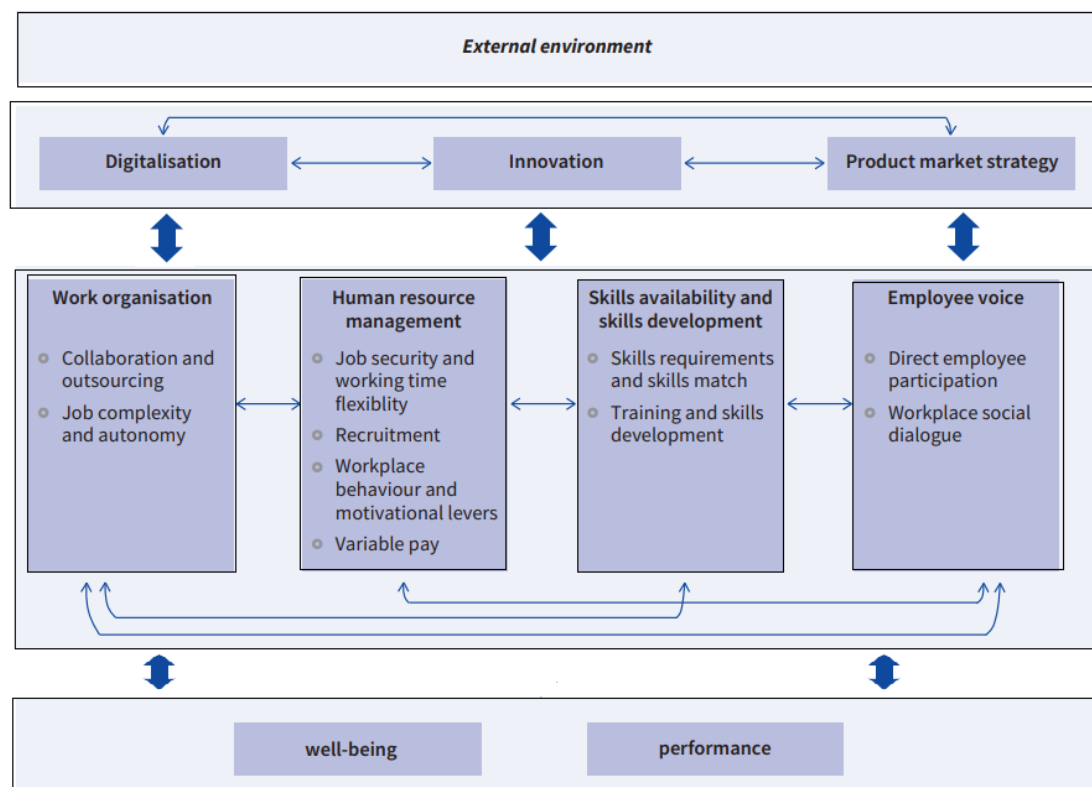 External environment
Digitalisation
Innovation
Product market strategy
Work organisation
Collaboration and
outsourcing
Job complexity
and autonomy
Human resource
management
Job security and
working time
flexiblity
Recruitment
Workplace
behaviour and
motivational levers
Variable pay
Skills availability and
skills development
Skills requirements
and skills match
Training and skills
development
Employee voice
Direct employee
participation
Workplace social
dialogue
well-being
performance